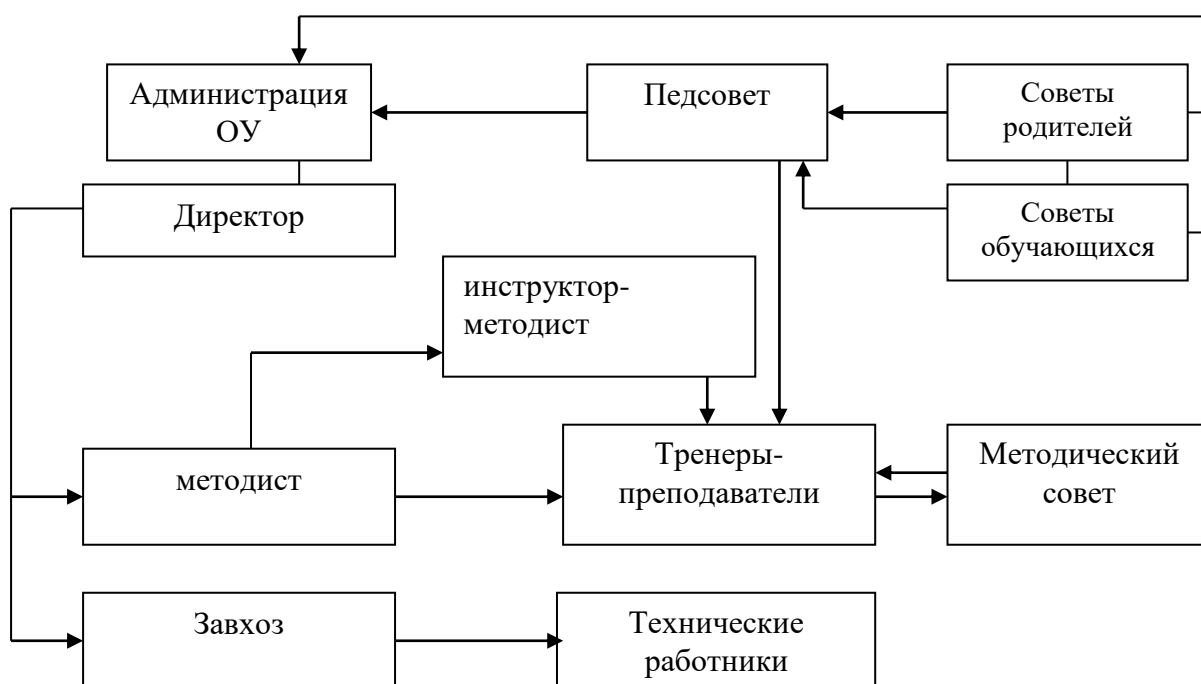 Администрация
ОУ
Педсовет
Советы
родителей
Директор
Советы
обучающихся
инструктор-
методист
методист
Тренеры-
преподаватели
Методический
совет
Завхоз
Технические
работники